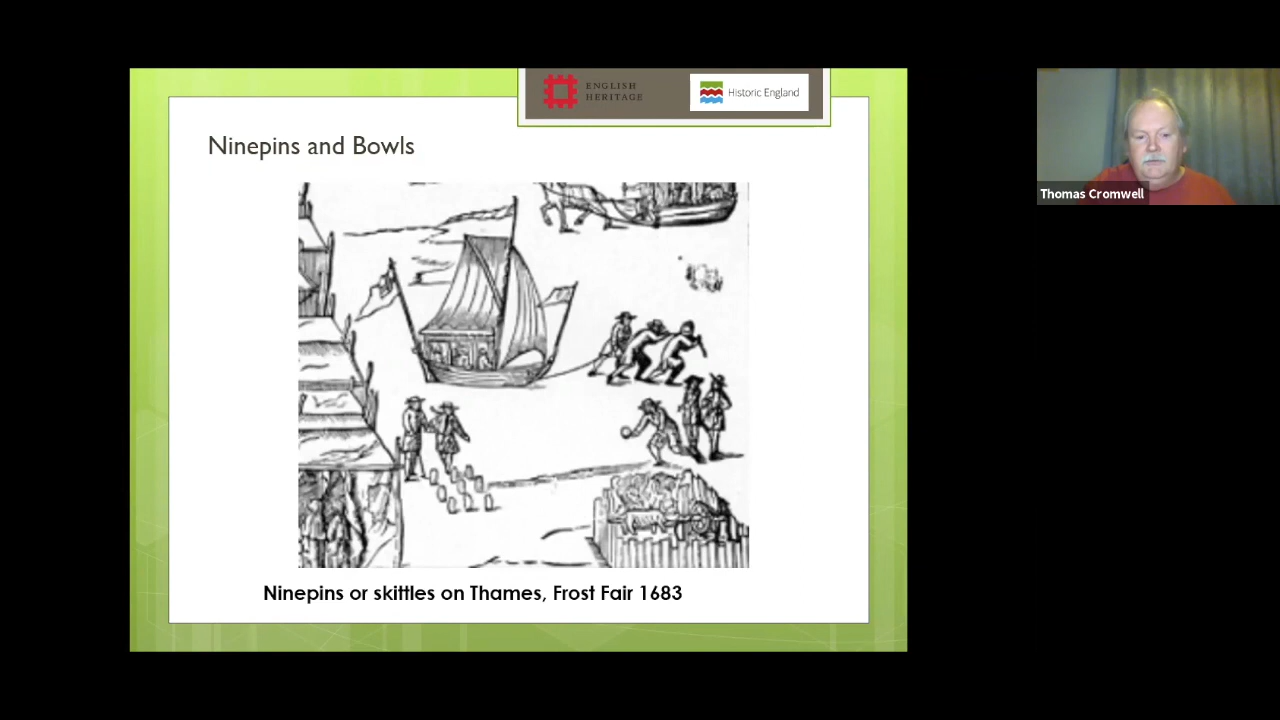 ENGLISH
HERITAGE
Historic England
Ninepins and Bowls
Thomas Cromwell
Ninepins or skittles on Thames, Frost Fair 1683